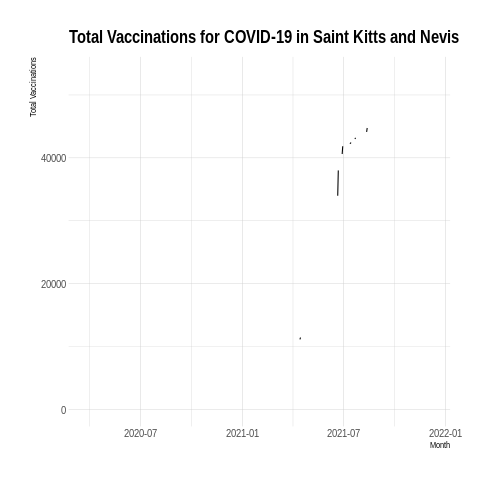 Total Vaccinations for COVID-19 in Saint Kitts and Nevis
Total Vaccinations
40000
20000
0
2020-07
2021-01
2021-07
2022-01
Month